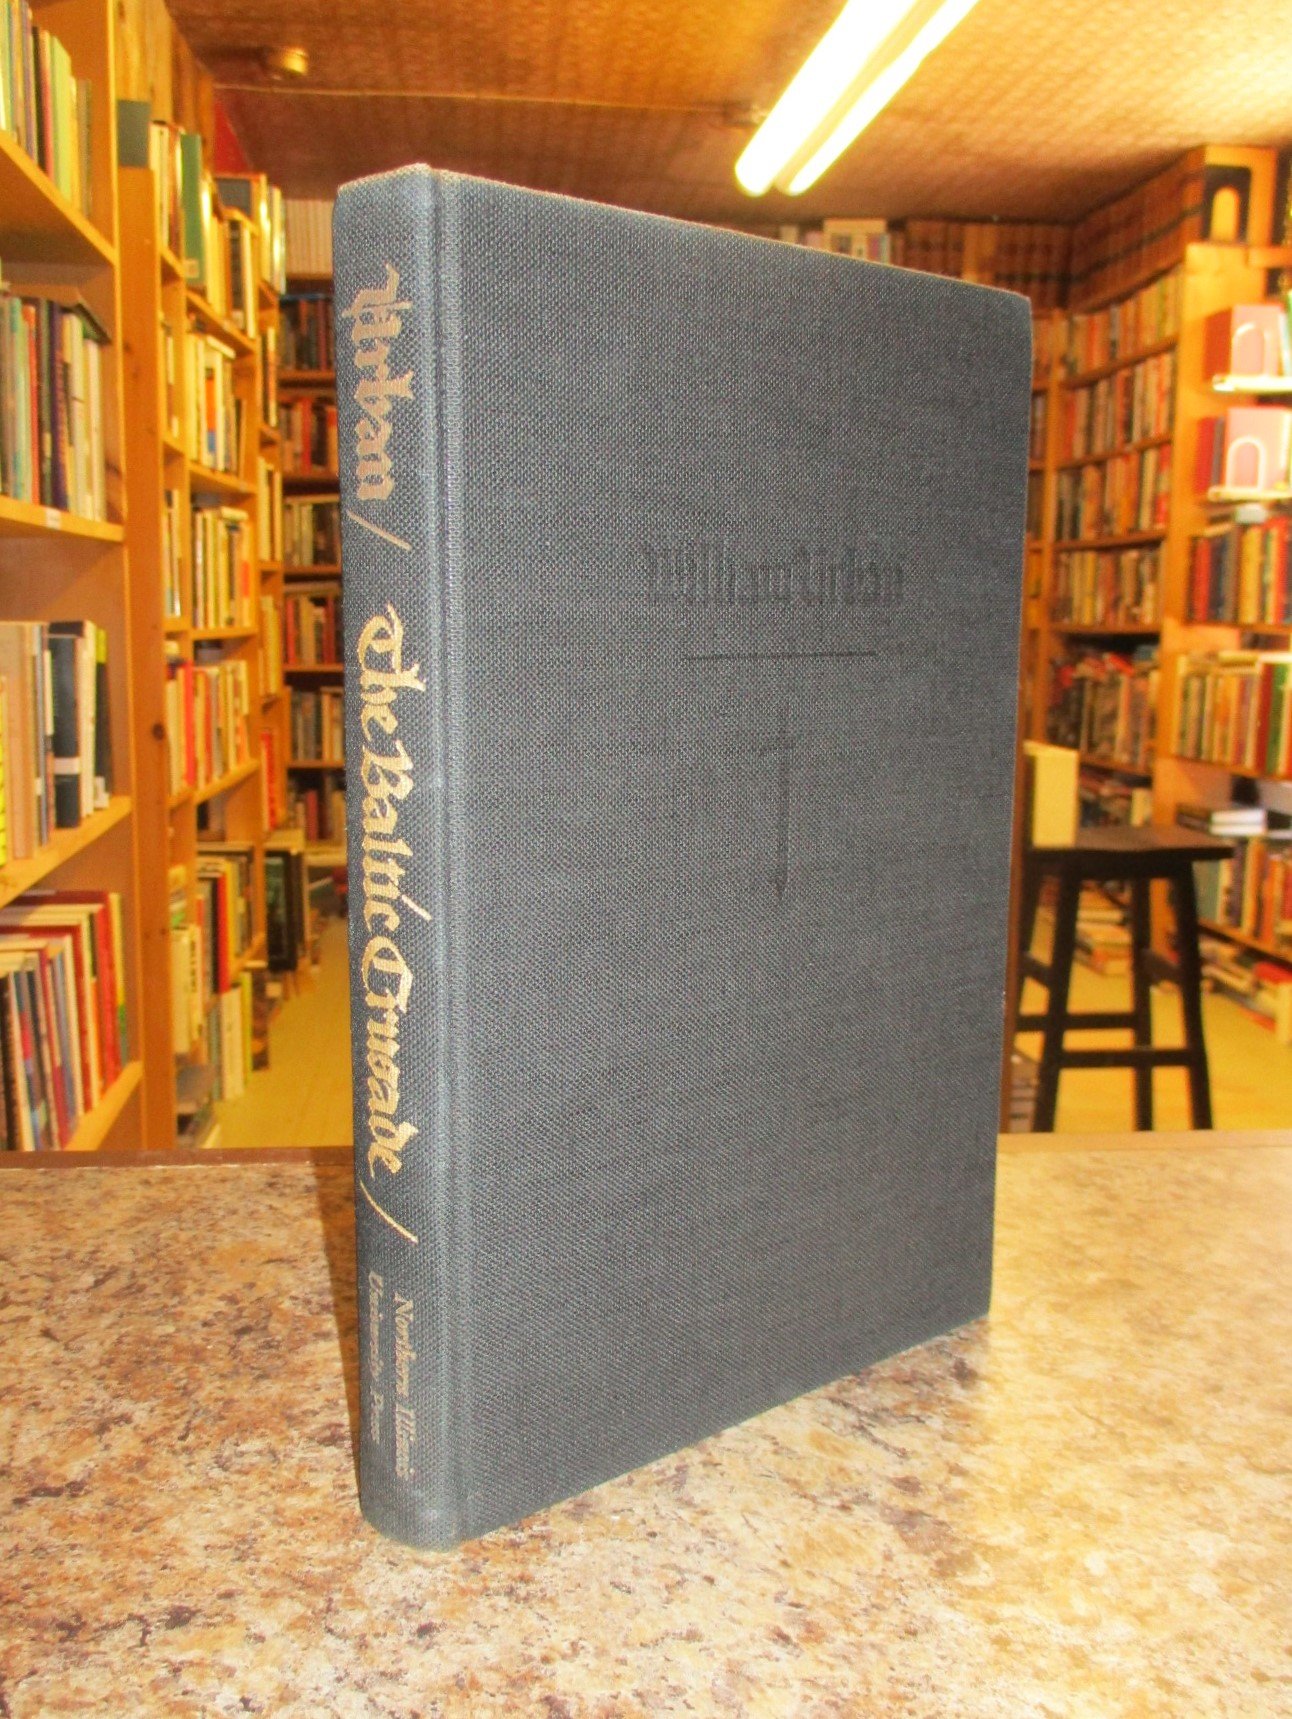 Urban / The Baltic Crusade /
Northern Illinois
University Press
William Urban